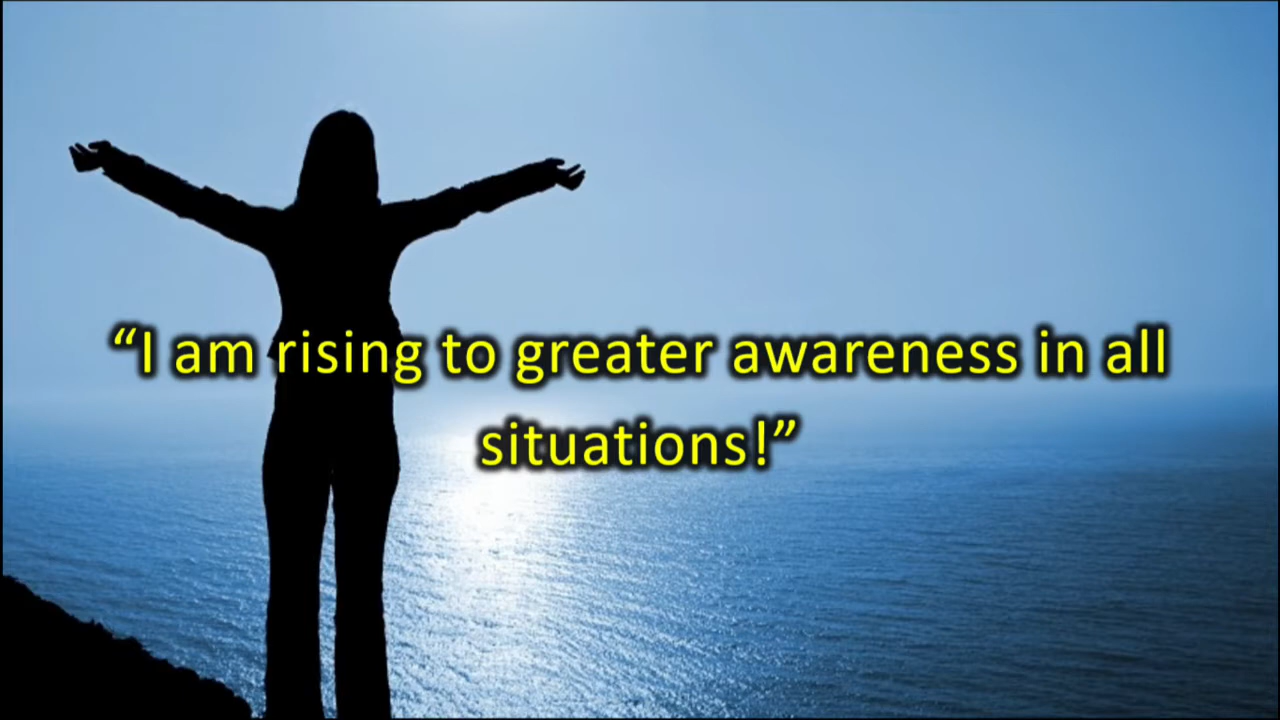 “I am rising to greater awareness in all
situations!”